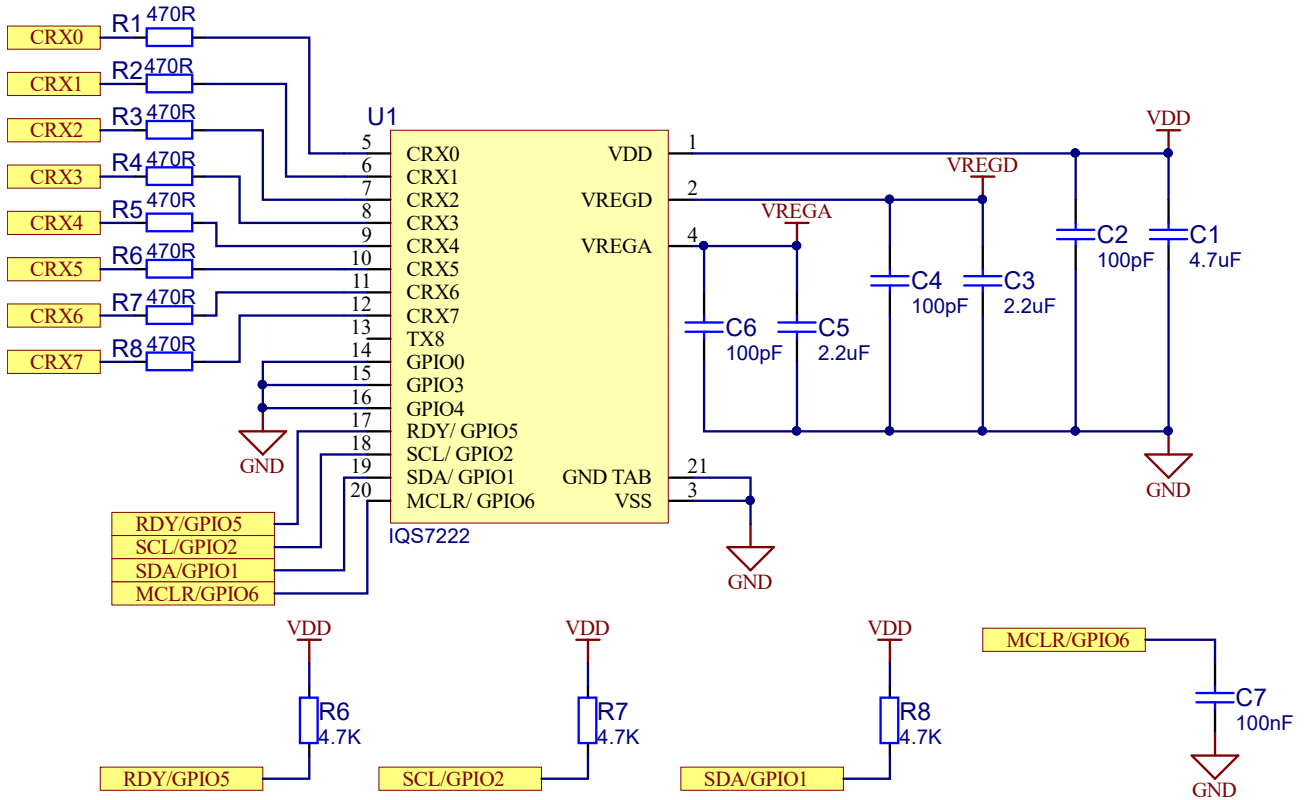 CRX0 R1 470R
CRX1 R2 470R
CRX2 R3 470R
CRX3 R4 470R
CRX4 R5 470R
CRX5 R6 470R
CRX6 R7 470R
CRX7 R8 470R
U1
5 CRX0
6 CRX1
7 CRX2
8 CRX3
9 CRX4
10 CRX5
11 CRX6
12 CRX7
13 TX8
14 GPIO0
15 GPIO3
16 GPIO4
17 RDY/ GPIO5
18 SCL/ GPIO2
19 SDA/ GPIO1
20 MCLR/ GPIO6
VDD 1
VREGD 2
VREGA 4
GND TAB 21
VSS 3
IQS7222
VDD
VREGD
VREGA
C2
100pF
C1
4.7uF
C4
100pF
C3
2.2uF
C6
100pF
C5
2.2uF
GND
GND
GND
RDY/GPIO5
SCL/GPIO2
SDA/GPIO1
MCLR/GPIO6
VDD
R6
4.7K
RDY/GPIO5
VDD
R7
4.7K
SCL/GPIO2
VDD
R8
4.7K
SDA/GPIO1
MCLR/GPIO6
C7
100nF
GND